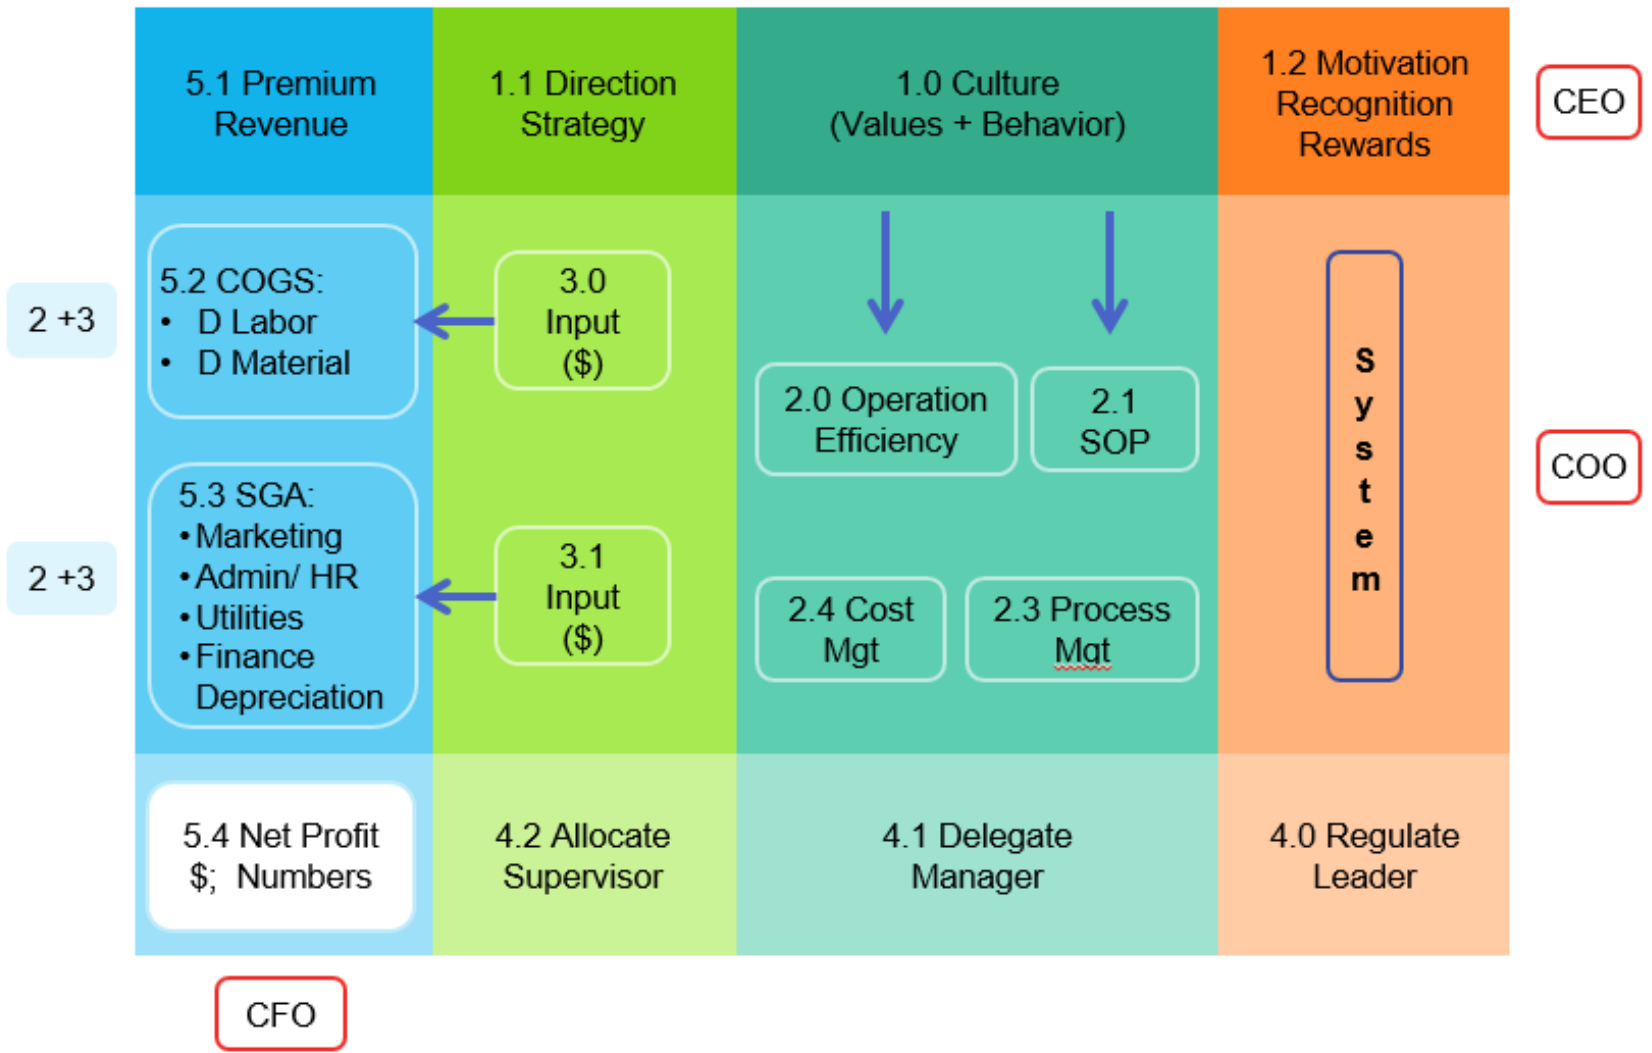 5.1 Premium
Revenue
1.1 Direction
Strategy
1.0 Culture
(Values + Behavior)
1.2 Motivation
Recognition
Rewards
CEO
2 +3
5.2 COGS:
• D Labor
• D Material
3.0
Input
($)
2.0 Operation
Efficiency
2.1
SOP
S
y
s
t
e
m
COO
2 +3
5.3 SGA:
•Marketing
•Admin/ HR
•Utilities
•Finance
Depreciation
3.1
Input
($)
2.4 Cost
Mgt
2.3 Process
Mgt
5.4 Net Profit
$; Numbers
4.2 Allocate
Supervisor
4.1 Delegate
Manager
4.0 Regulate
Leader
CFO